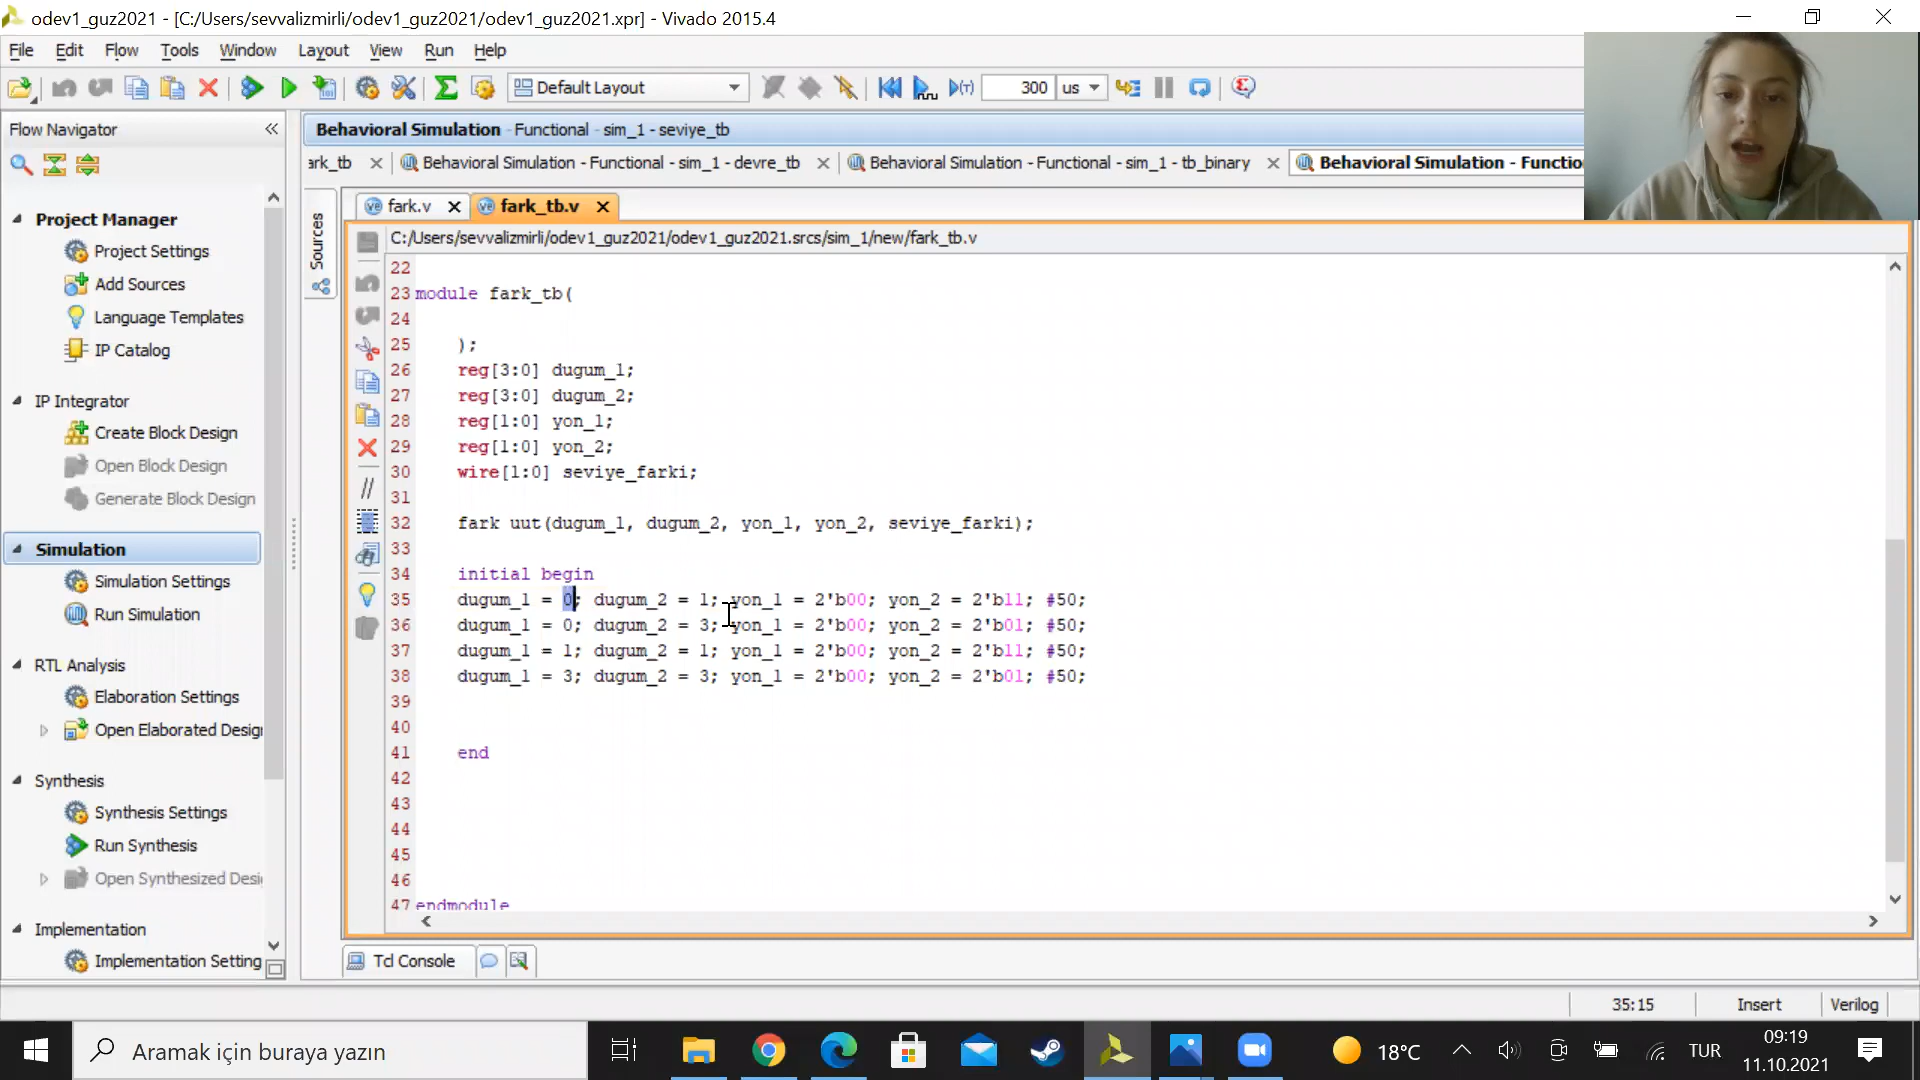 odev1_guz2021 - [C:/Users/sevvalizmirli/odev1_guz2021/odev1_guz2021.xpr] - Vivado 2015.4
File Edit Flow Tools Window Layout View Run Help
Default Layout 300 us
Flow Navigator
Behavioral Simulation - Functional - sim_1 - seviye_tb
ark_tb Behavioral Simulation - Functional - sim_1 - devre_tb Behavioral Simulation - Functional - sim_1 - tb_binary Behavioral Simulation - Functio
Sources
fark.v fark_tb.v
C:/Users/sevvalizmirli/odev1_guz2021/odev1_guz2021.srcs/sim_1/new/fark_tb.v
Project Manager
Project Settings
Add Sources
Language Templates
IP Catalog
IP Integrator
Create Block Design
Open Block Design
Generate Block Design
Simulation
Simulation Settings
Run Simulation
RTL Analysis
Elaboration Settings
Open Elaborated Desig
Synthesis
Synthesis Settings
Run Synthesis
Open Synthesized Desi
Implementation
Implementation Setting
22
23 module fark_tb(
24
25 );
26 reg[3:0] dugum_1;
27 reg[3:0] dugum_2;
28 reg[1:0] yon_1;
29 reg[1:0] yon_2;
30 wire[1:0] seviye_farki;
31
32 fark uut(dugum_1, dugum_2, yon_1, yon_2, seviye_farki);
33
34 initial begin
35 dugum_1 = 0; dugum_2 = 1; yon_1 = 2'b00; yon_2 = 2'b11; #50;
36 dugum_1 = 0; dugum_2 = 3; yon_1 = 2'b00; yon_2 = 2'b01; #50;
37 dugum_1 = 1; dugum_2 = 1; yon_1 = 2'b00; yon_2 = 2'b11; #50;
38 dugum_1 = 3; dugum_2 = 3; yon_1 = 2'b00; yon_2 = 2'b01; #50;
39
40
41 end
42
43
44
45
46
47 endmodule
Tcl Console
35:15 Insert Verilog
Aramak için buraya yazın
18°C TUR 09:19
11.10.2021